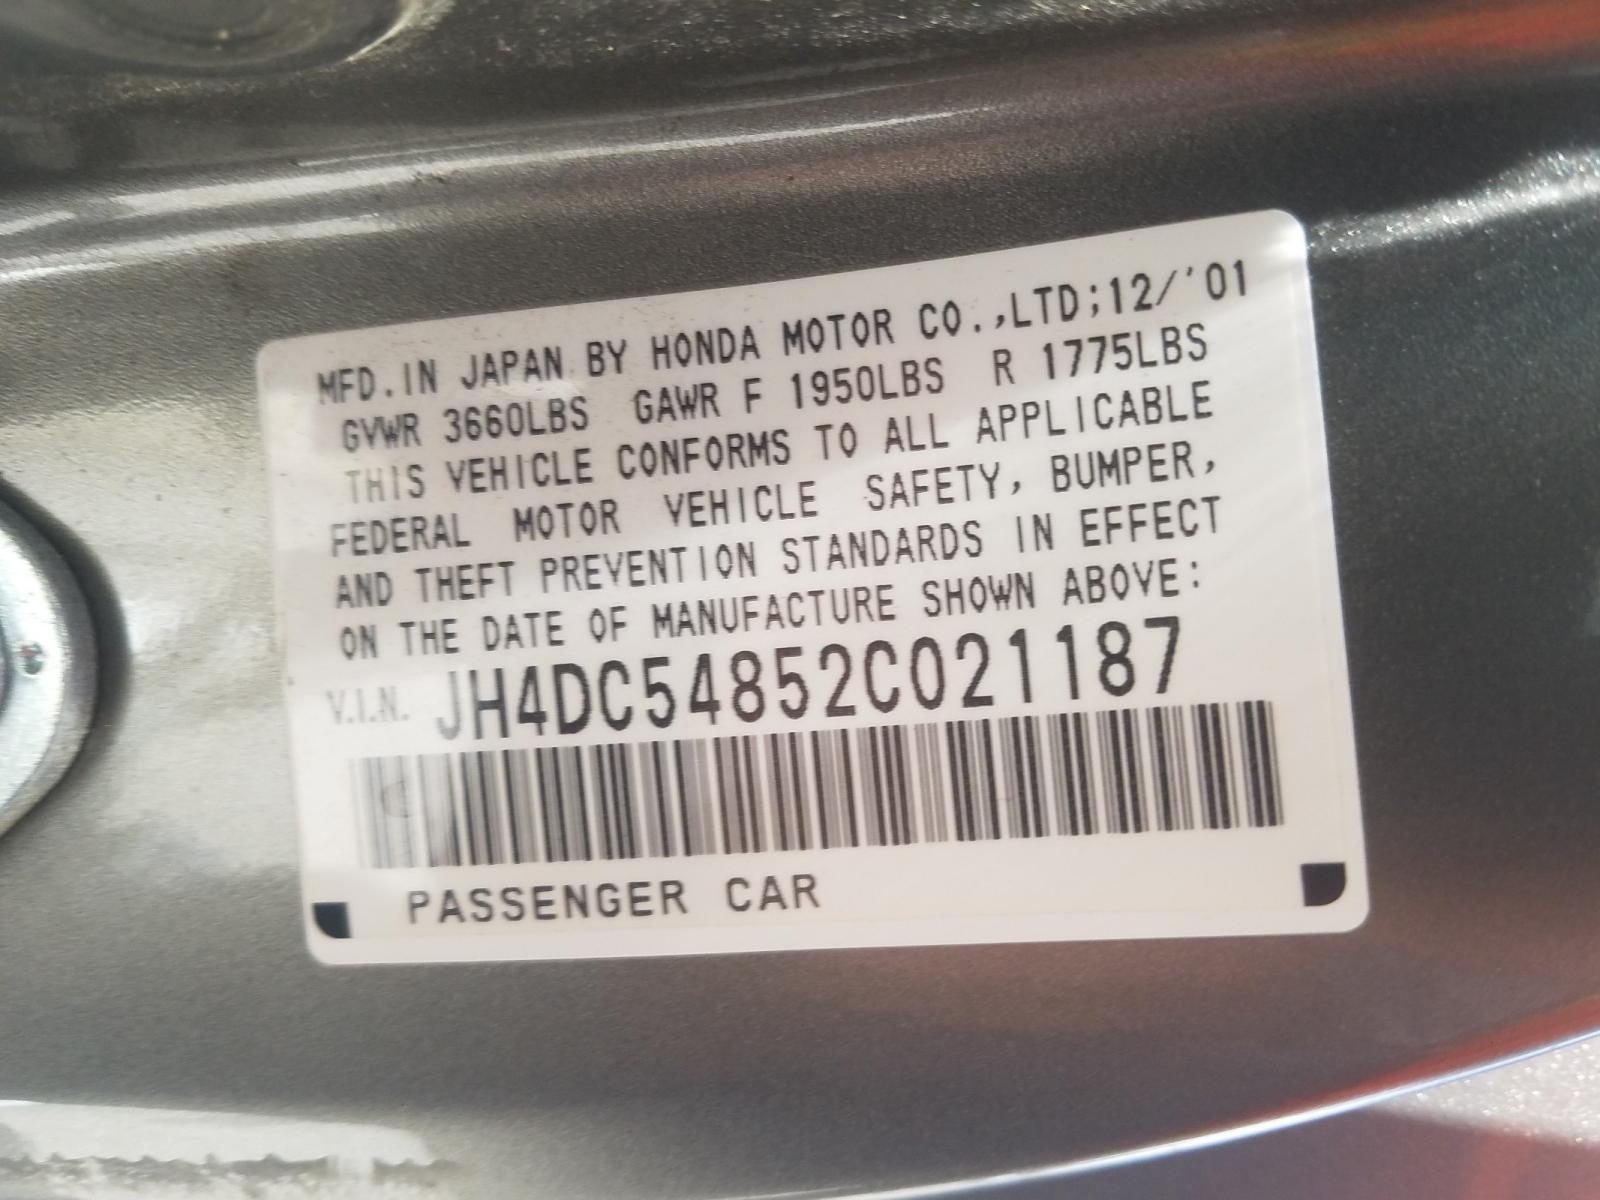 MFD.IN JAPAN BY HONDA MOTOR CO.,LTD;12/'01
GVWR 3660LBS GAWR F 1950LBS R 1775LBS
THIS VEHICLE CONFORMS TO ALL APPLICABLE
FEDERAL MOTOR VEHICLE SAFETY, BUMPER,
AND THEFT PREVENTION STANDARDS IN EFFECT
ON THE DATE OF MANUFACTURE SHOWN ABOVE:
V.I.N. JH4DC54852C021187
PASSENGER CAR